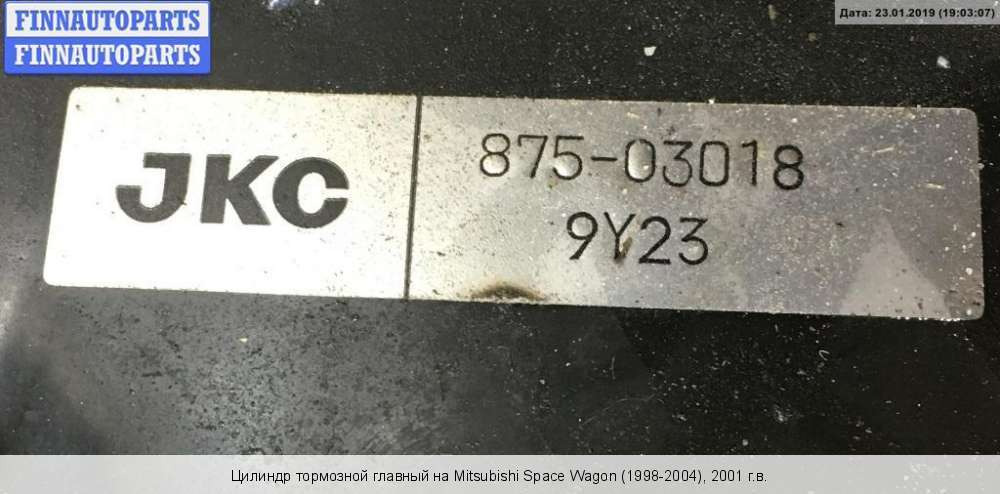 FINNAUTOPARTS
FINNAUTOPARTS
Дата: 23.01.2019 (19:03:07)
JKC
875-03018
9Y23
Цилиндр тормозной главный на Mitsubishi Space Wagon (1998-2004), 2001 г.в.